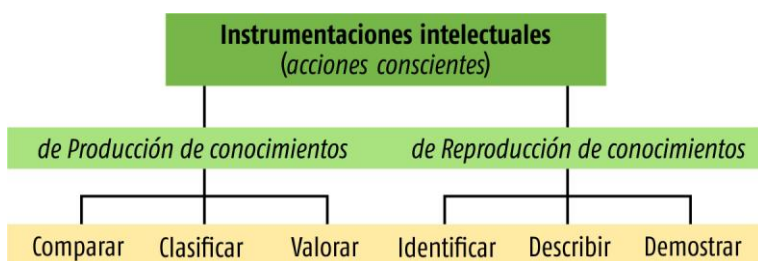 Instrumentaciones intelectuales
(acciones conscientes)
de Producción de conocimientos de Reproducción de conocimientos
Comparar Clasificar Valorar Identificar Describir Demostrar